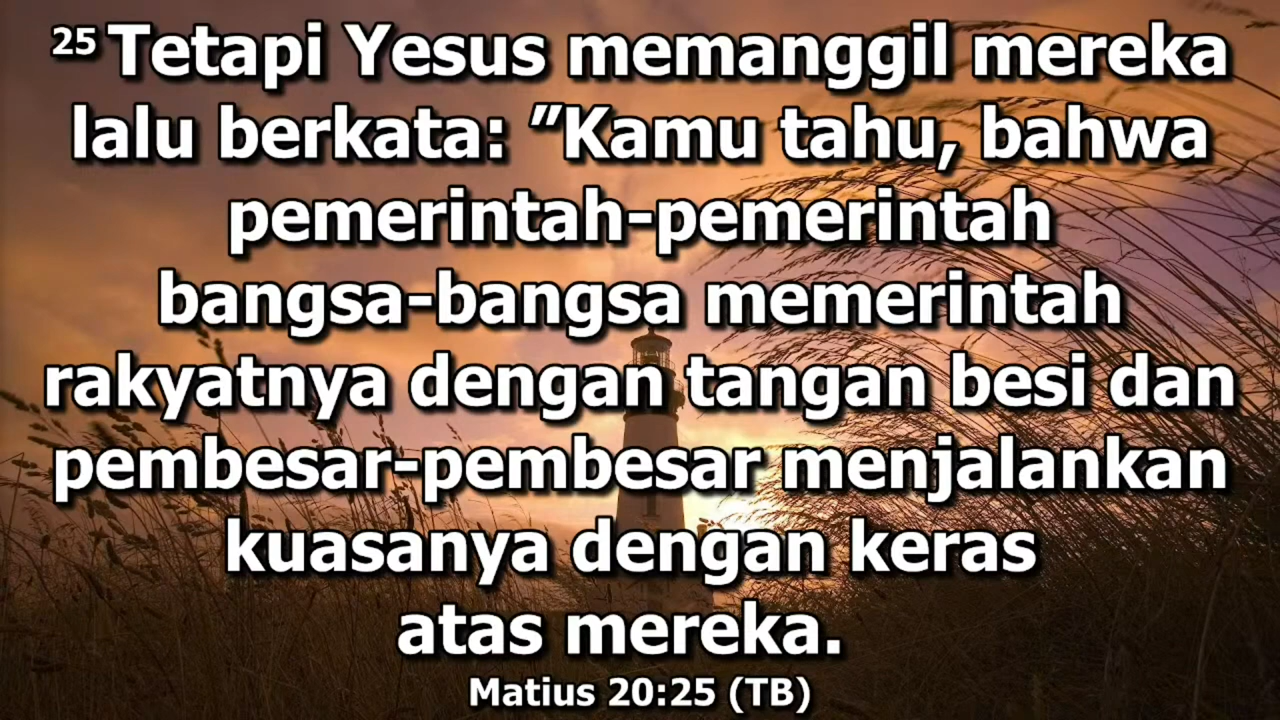 25 Tetapi Yesus memanggil mereka
lalu berkata: ”Kamu tahu, bahwa
pemerintah-pemerintah
bangsa-bangsa memerintah
rakyatnya dengan tangan besi dan
pembesar-pembesar menjalankan
kuasanya dengan keras
atas mereka.
Matius 20:25 (TB)